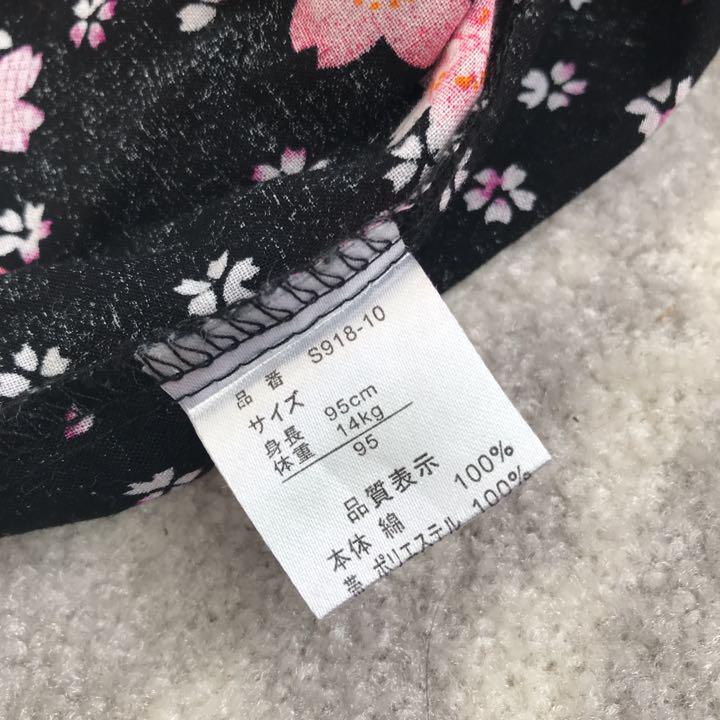 品 番 S918-10
サイズ
身長 95cm
体重 14kg
95
品質表示
本体 綿 100%
帯 ポリエステル 100%